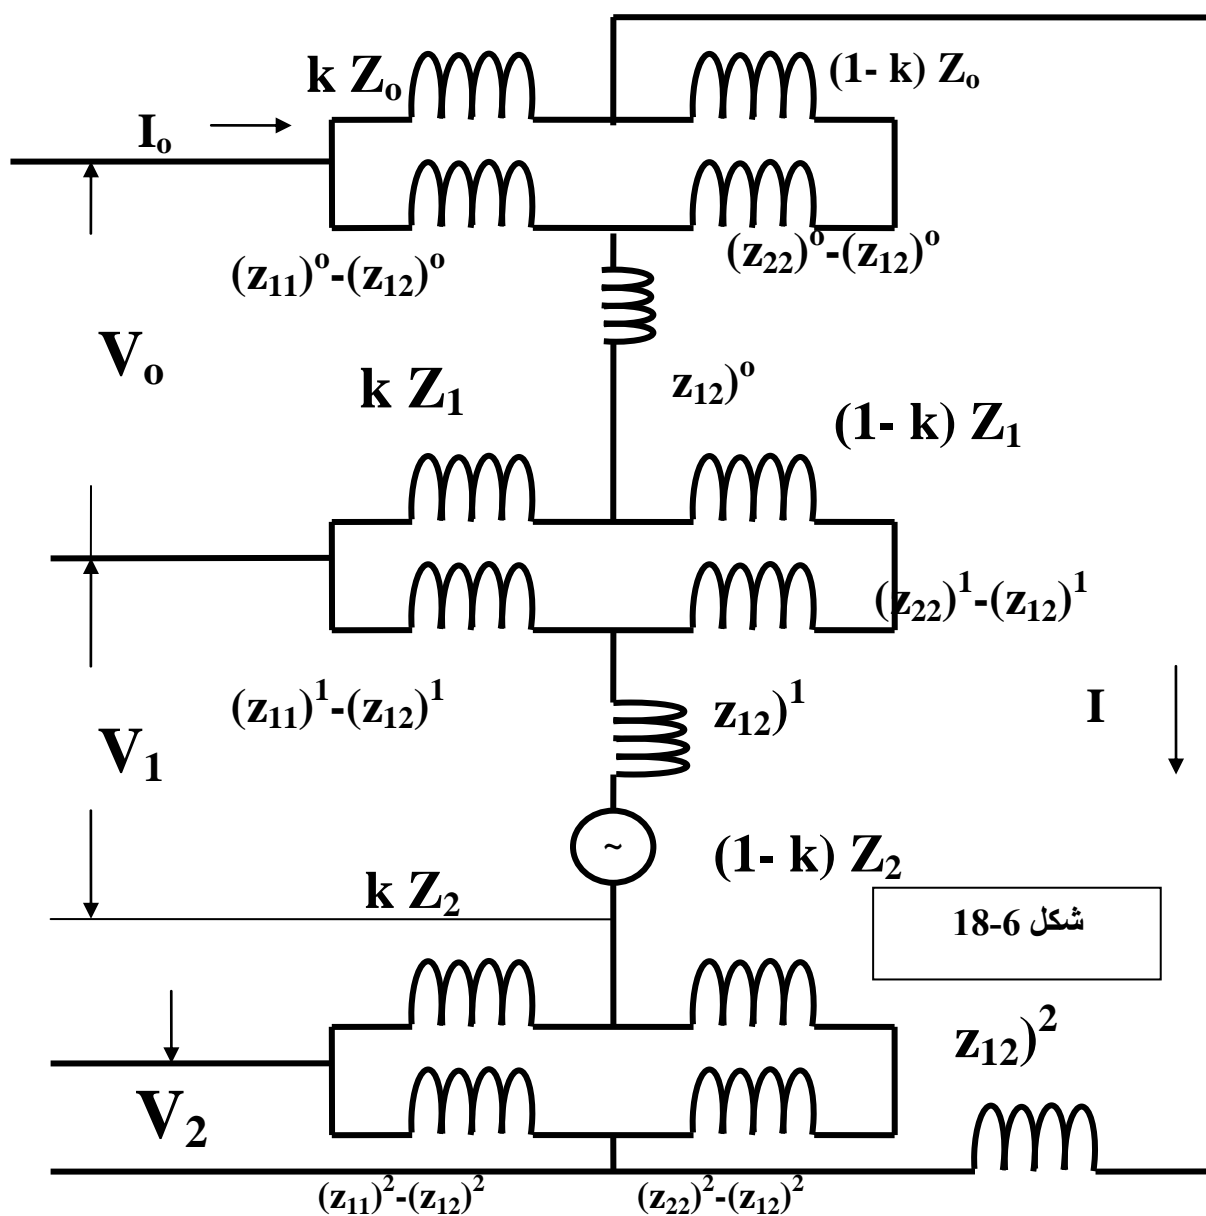 k Zₒ
(1- k) Zₒ
Iₒ
(z₂₂)ᵒ-(z₁₂)ᵒ
(z₁₁)ᵒ-(z₁₂)ᵒ
Vₒ
z₁₂)ᵒ
k Z₁
(1- k) Z₁
(z₂₂)¹-(z₁₂)¹
(z₁₁)¹-(z₁₂)¹
z₁₂)¹
I
V₁
~
(1- k) Z₂
k Z₂
شكل 6-18
z₁₂)²
V₂
(z₁₁)²-(z₁₂)²
(z₂₂)²-(z₁₂)²